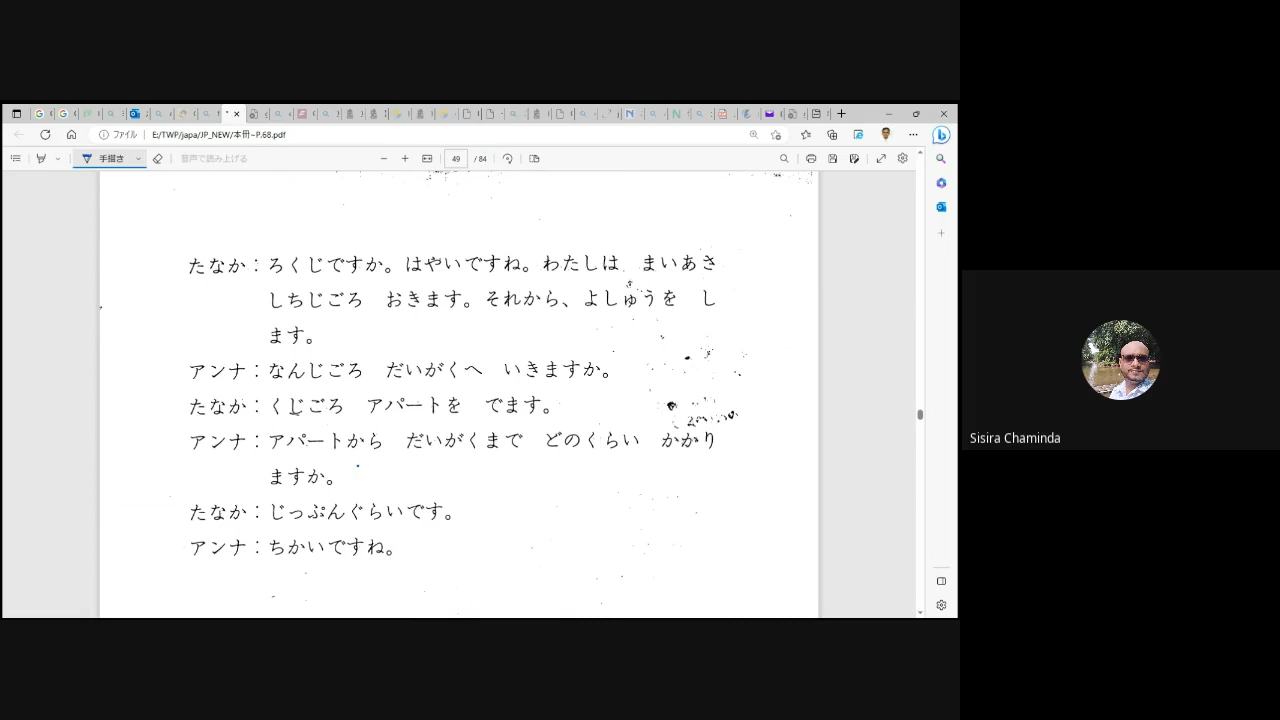 ファイル | E:/TWP/japa/JP_NEW/本冊~P.68.pdf
手描き 音声で読み上げる 49 / 84
たなか：ろくじですか。はやいですね。わたしは　まいあさ
しちじごろ　おきます。それから、よしゅうを　し
ます。
アンナ：なんじごろ　だいがくへ　いきますか。
たなか：くじごろ　アパートを　でます。
アンナ：アパートから　だいがくまで　どのくらい　かかり
ますか。
たなか：じっぷんぐらいです。
アンナ：ちかいですね。
Sisira Chaminda